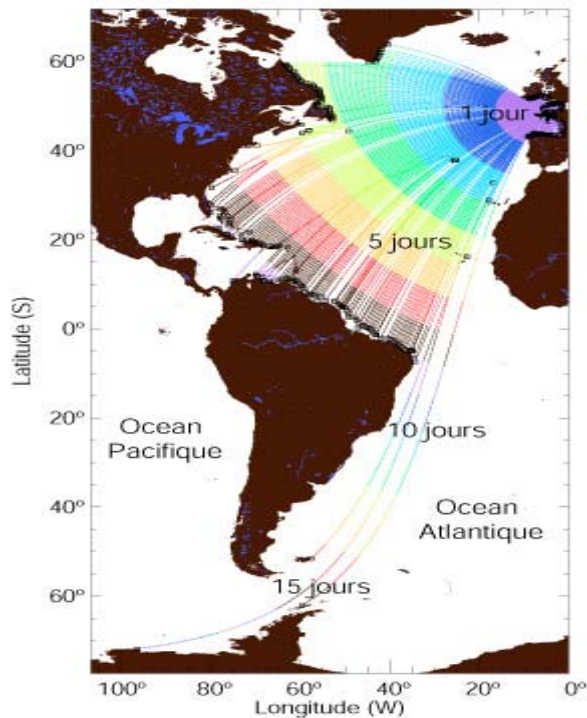 60°
1 jour
40°
5 jours
20°
Latitude (S)
0°
Ocean
Pacifique
10 jours
20°
Ocean
Atlantique
40°
15 jours
60°
100° 80° 60° 40° 20° 0°
Longitude (W)